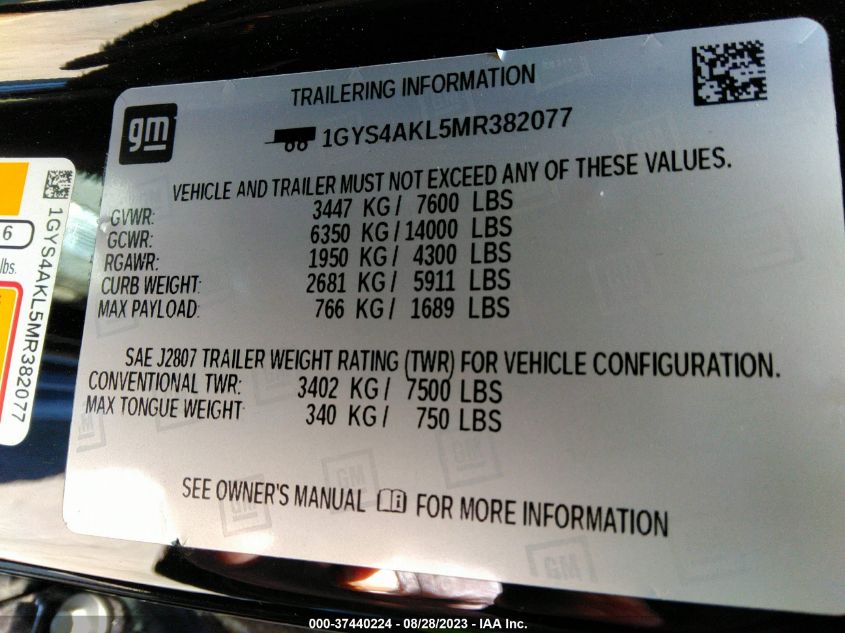 TRAILERING INFORMATION
gm
1GYS4AKL5MR382077
VEHICLE AND TRAILER MUST NOT EXCEED ANY OF THESE VALUES.
GVWR: 3447 KG / 7600 LBS
GCWR: 6350 KG / 14000 LBS
RGAWR: 1950 KG / 4300 LBS
CURB WEIGHT: 2681 KG / 5911 LBS
MAX PAYLOAD: 766 KG / 1689 LBS
SAE J2807 TRAILER WEIGHT RATING (TWR) FOR VEHICLE CONFIGURATION.
CONVENTIONAL TWR: 3402 KG / 7500 LBS
MAX TONGUE WEIGHT: 340 KG / 750 LBS
SEE OWNER'S MANUAL FOR MORE INFORMATION
6
lbs.
1GYS4AKL5MR382077
000-37440224 - 08/28/2023 - IAA Inc.